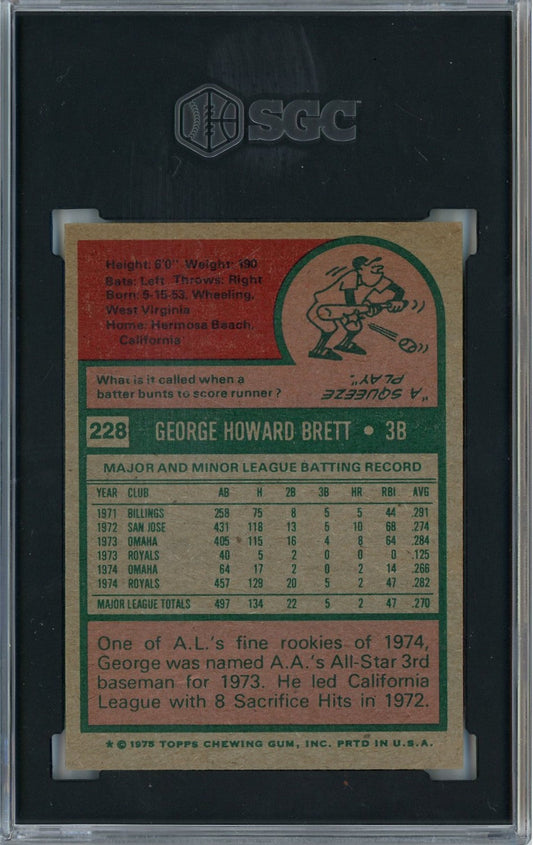 SGC
Height: 6'0" Weight: 190
Bats: Left Throws: Right
Born: 5-15-53, Wheeling,
West Virginia
Home: Hermosa Beach,
California
What is it called when a
batter bunts to score runner?
"A SQUEEZE
PLAY".
228 GEORGE HOWARD BRETT • 3B
MAJOR AND MINOR LEAGUE BATTING RECORD
YEAR CLUB AB H 2B 3B HR RBI AVG
1971 BILLINGS 258 75 8 5 5 44 .291
1972 SAN JOSE 431 118 13 5 10 68 .274
1973 OMAHA 405 115 16 4 8 64 .284
1973 ROYALS 40 5 2 0 0 0 .125
1974 OMAHA 64 17 2 0 2 14 .266
1974 ROYALS 457 129 20 5 2 47 .282
MAJOR LEAGUE TOTALS 497 134 22 5 2 47 .270
One of A.L.'s fine rookies of 1974,
George was named A.A.'s All-Star 3rd
baseman for 1973. He led California
League with 8 Sacrifice Hits in 1972.
* © 1975 TOPPS CHEWING GUM, INC. PRTD IN U.S.A.